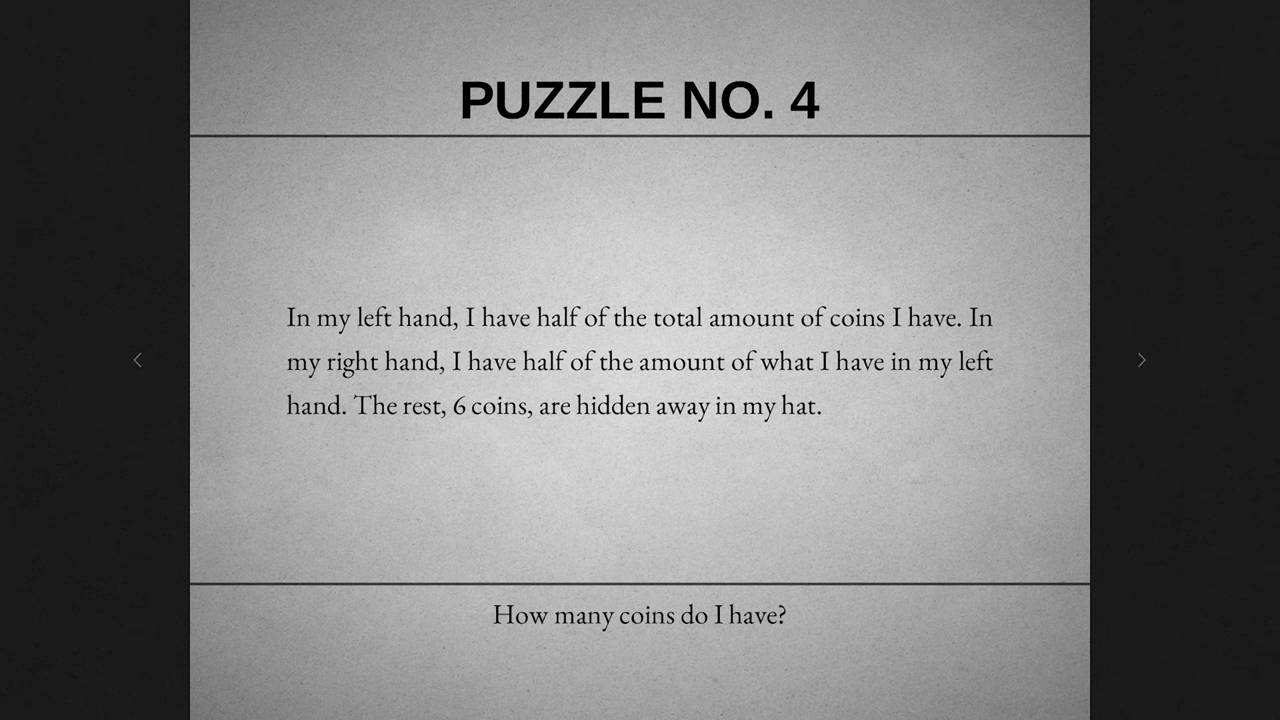 PUZZLE NO. 4
In my left hand, I have half of the total amount of coins I have. In
my right hand, I have half of the amount of what I have in my left
hand. The rest, 6 coins, are hidden away in my hat.
How many coins do I have?